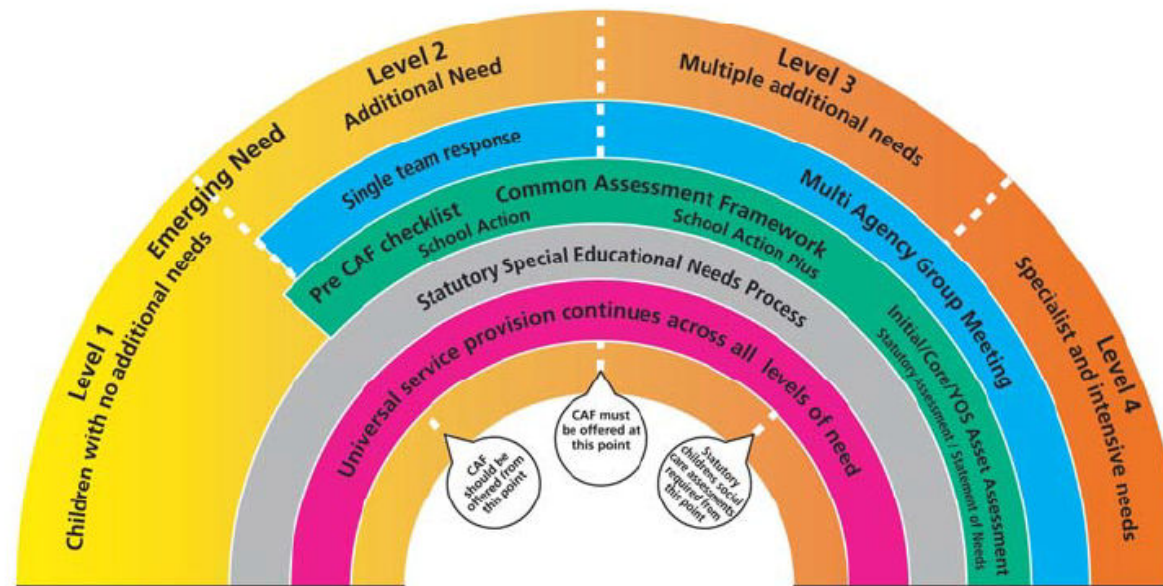 Level 1
Children with no additional needs
Emerging Need
Level 2
Additional Need
Level 3
Multiple additional needs
Level 4
Specialist and intensive needs
Single team response
Multi Agency Group Meeting
Pre CAF checklist
Common Assessment Framework
School Action
School Action Plus
Initial/Core/YOS Asset Assessment
Statutory Assessment / Statement of Needs
Statutory Special Educational Needs Process
Universal service provision continues across all levels of need
CAF
should be
offered from
this point
CAF must
be offered at
this point
Statutory
childrens social
care assessments
required from
this point